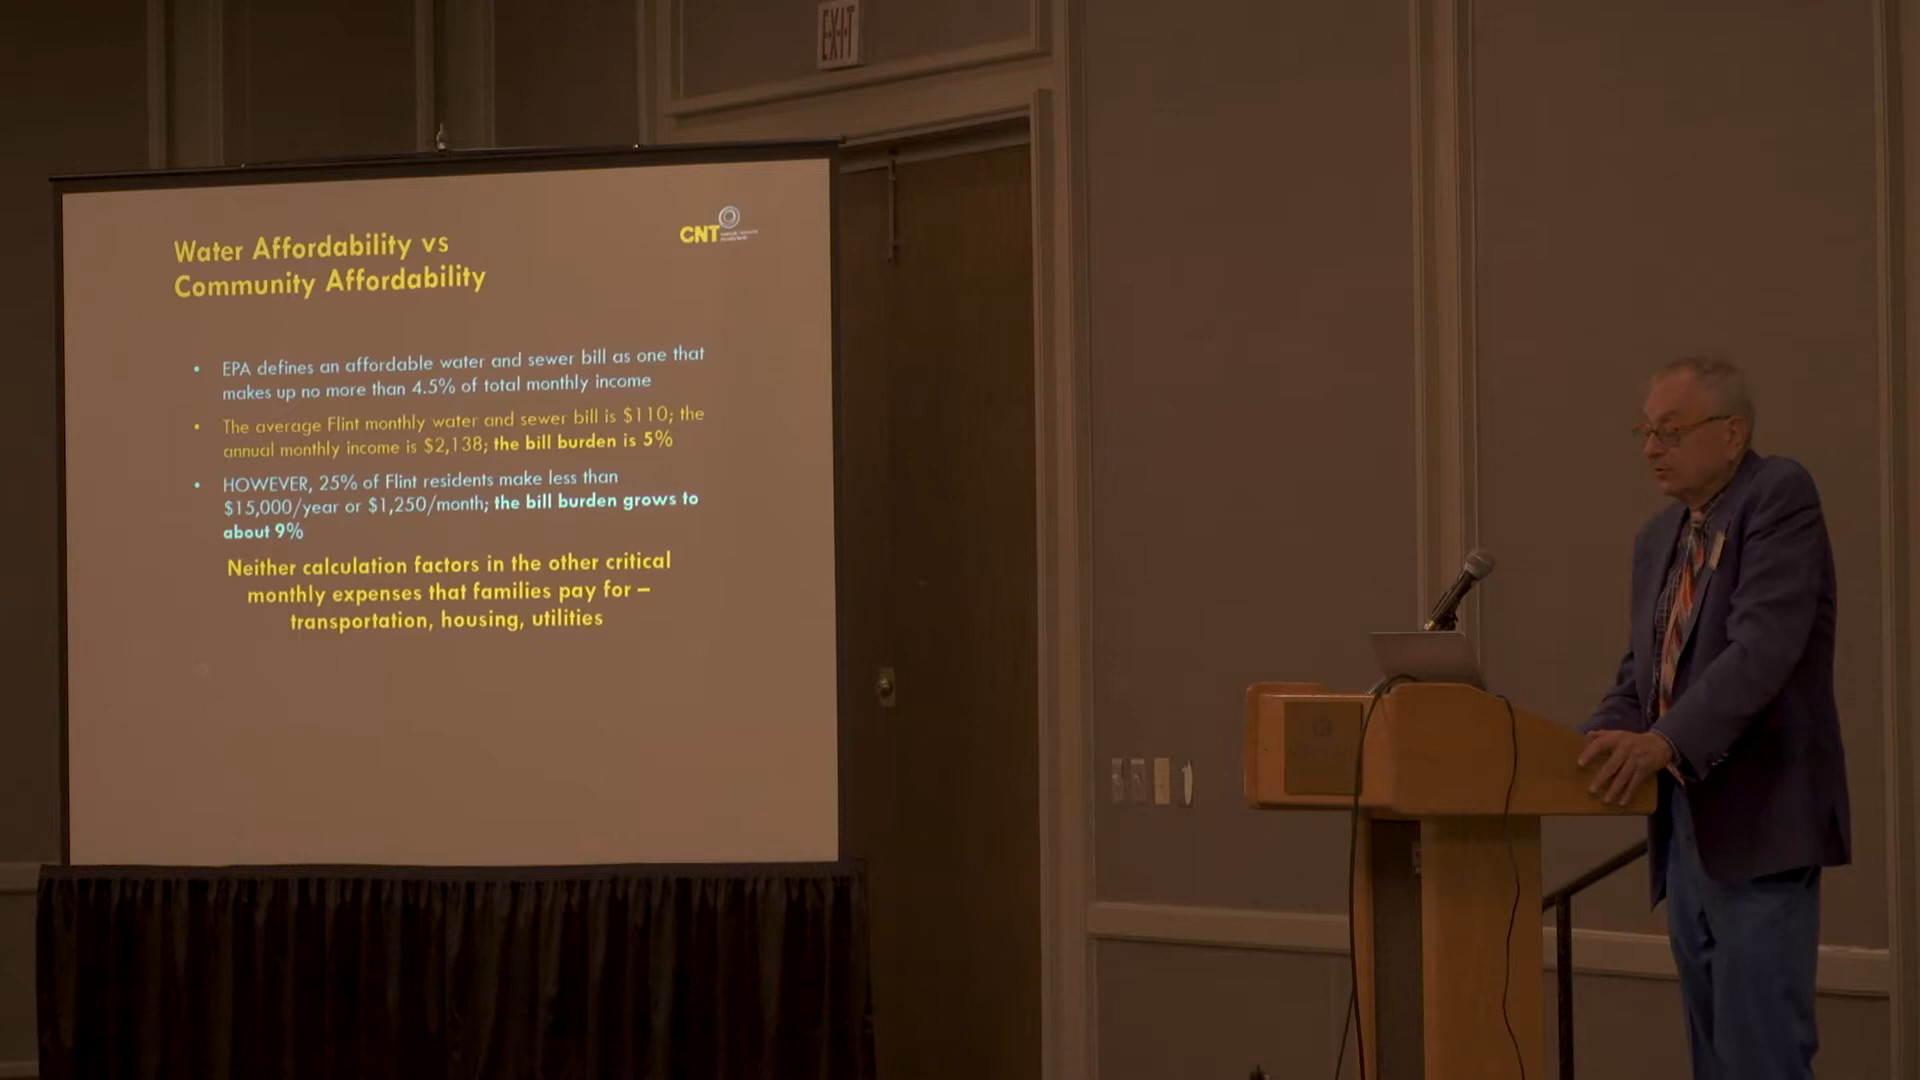 EXIT
CNT
Water Affordability vs
Community Affordability
• EPA defines an affordable water and sewer bill as one that
makes up no more than 4.5% of total monthly income
• The average Flint monthly water and sewer bill is $110; the
annual monthly income is $2,138; the bill burden is 5%
• HOWEVER, 25% of Flint residents make less than
$15,000/year or $1,250/month; the bill burden grows to
about 9%
Neither calculation factors in the other critical
monthly expenses that families pay for –
transportation, housing, utilities